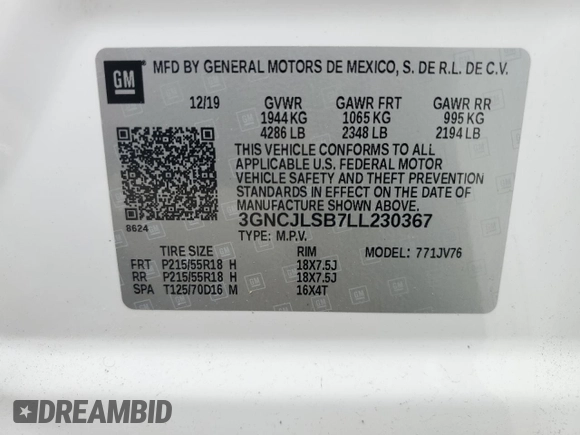 GM
MFD BY GENERAL MOTORS DE MEXICO, S. DE R.L. DE C.V.
12/19 GVWR GAWR FRT GAWR RR
1944 KG 1065 KG 995 KG
4286 LB 2348 LB 2194 LB
THIS VEHICLE CONFORMS TO ALL
APPLICABLE U.S. FEDERAL MOTOR
VEHICLE SAFETY AND THEFT PREVENTION
STANDARDS IN EFFECT ON THE DATE OF
MANUFACTURE SHOWN ABOVE.
3GNCJLSB7LL230367
8624
TYPE: M.P.V.
TIRE SIZE RIM MODEL: 771JV76
FRT P215/55R18 H 18X7.5J
RR P215/55R18 H 18X7.5J
SPA T125/70D16 M 16X4T
DREAMBID